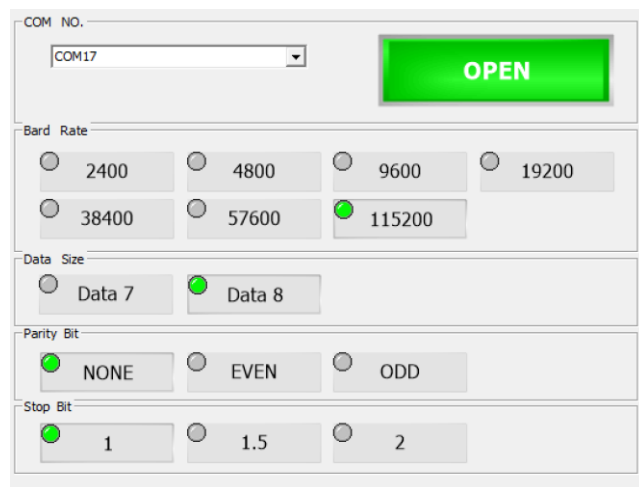 COM NO.
COM17
OPEN
Bard Rate
2400 4800 9600 19200
38400 57600 115200
Data Size
Data 7 Data 8
Parity Bit
NONE EVEN ODD
Stop Bit
1 1.5 2